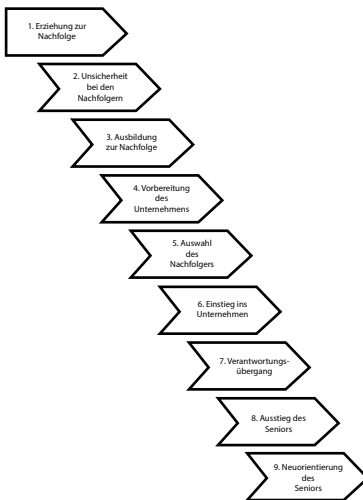 1. Erziehung zur
Nachfolge
2. Unsicherheit
bei den
Nachfolgern
3. Ausbildung
zur Nachfolge
4. Vorbereitung
des
Unternehmens
5. Auswahl
des
Nachfolgers
6. Einstieg ins
Unternehmen
7. Verantwortungs-
übergang
8. Ausstieg des
Seniors
9. Neuorientierung
des
Seniors